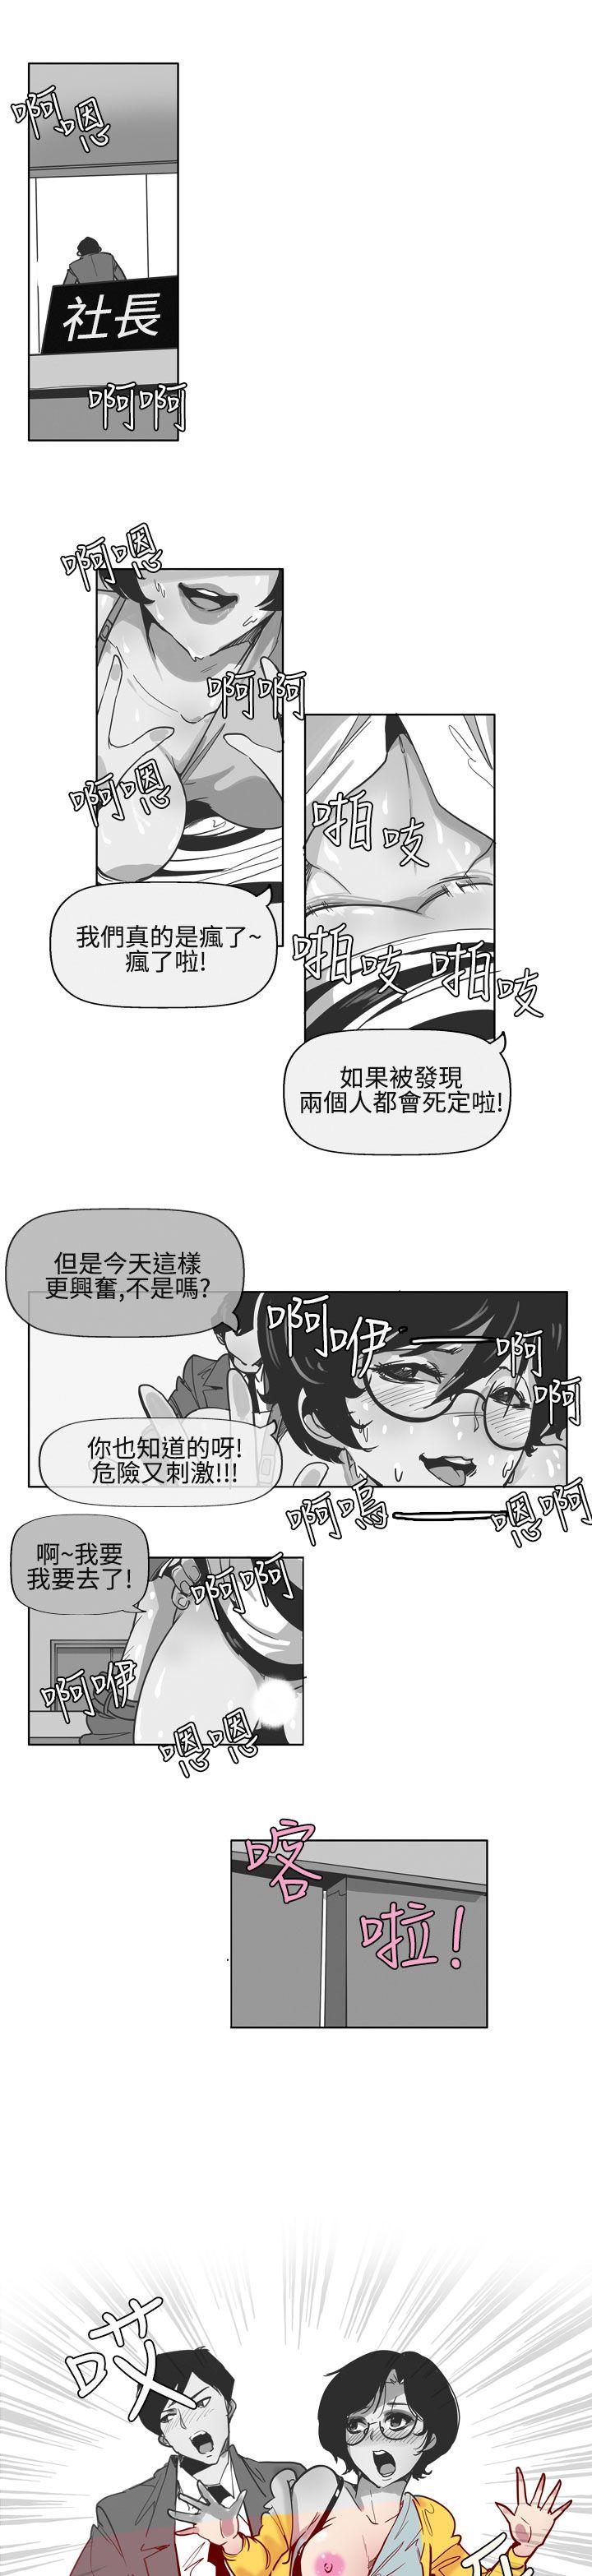 啊嗯
社長
啊啊
啊嗯
啊啊
啊嗯
我們真的是瘋了~
瘋了啦!
啪吱
啪吱 啪吱
如果被發現
兩個人都會死定啦!
但是今天這樣
更興奮,不是嗎?
啊咿
啊
啊
你也知道的呀!
危險又刺激!!!
啊嗚
嗯啊
啊~我要
我要去了!
啊啊
啊咿
嗯嗯
喀
啦!
哎